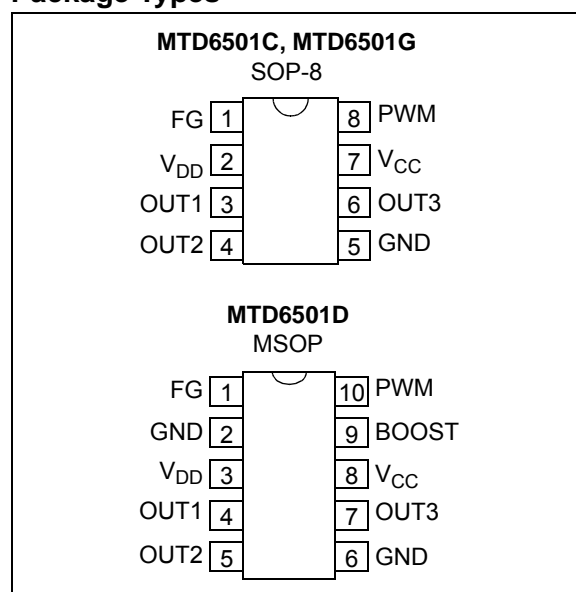 Package Types
MTD6501C, MTD6501G
SOP-8
FG 1 8 PWM
VDD 2 7 VCC
OUT1 3 6 OUT3
OUT2 4 5 GND
MTD6501D
MSOP
FG 1 10 PWM
GND 2 9 BOOST
VDD 3 8 VCC
OUT1 4 7 OUT3
OUT2 5 6 GND